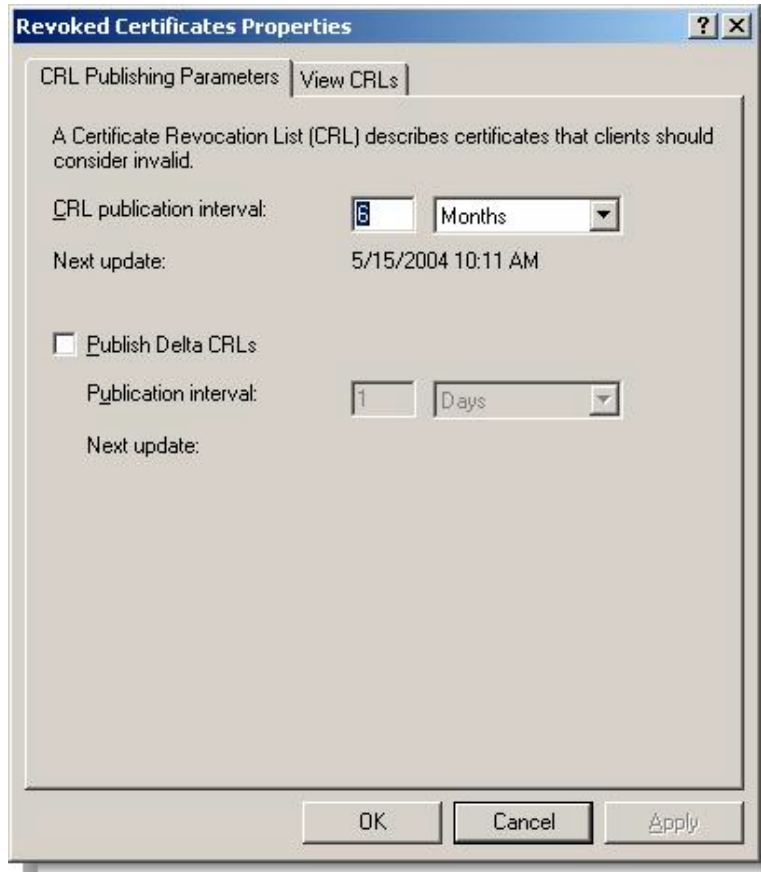 Revoked Certificates Properties
CRL Publishing Parameters View CRLs
A Certificate Revocation List (CRL) describes certificates that clients should
consider invalid.
CRL publication interval: 6 Months
Next update: 5/15/2004 10:11 AM
Publish Delta CRLs
Publication interval: 1 Days
Next update:
OK Cancel Apply